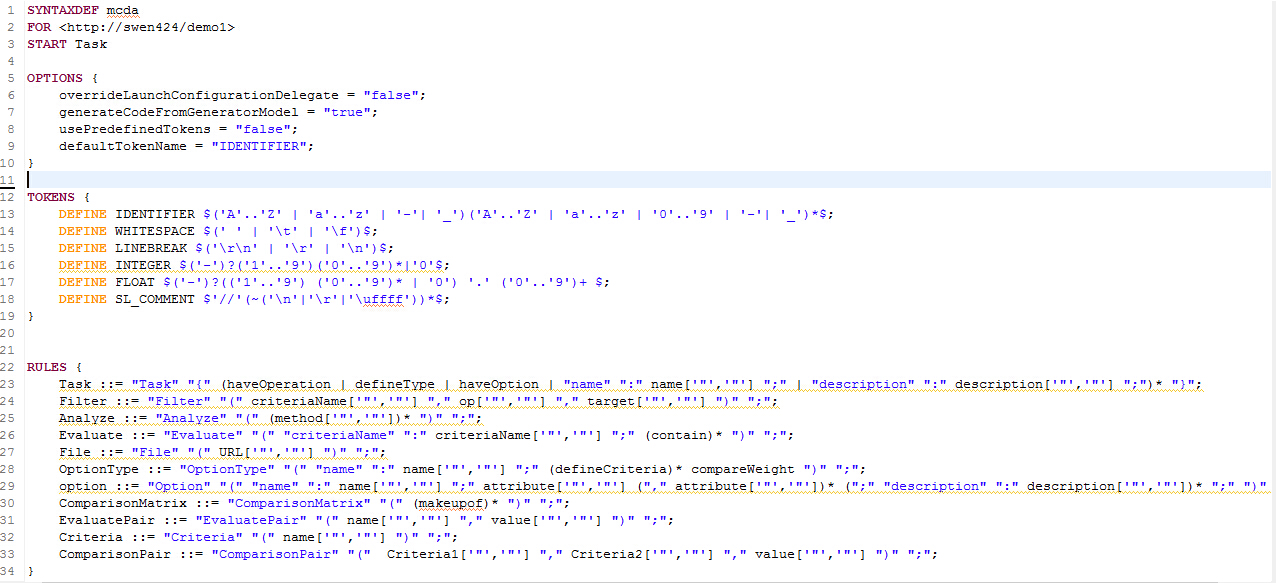 1 SYNTAXDEF mcda
2 FOR <http://swen424/demo1>
3 START Task
4
5 OPTIONS {
6 overrideLaunchConfigurationDelegate = "false";
7 generateCodeFromGeneratorModel = "true";
8 usePredefinedTokens = "false";
9 defaultTokenName = "IDENTIFIER";
10 }
11
12 TOKENS {
13 DEFINE IDENTIFIER $('A'..'Z' | 'a'..'z' | '-'| '_')('A'..'Z' | 'a'..'z' | '0'..'9' | '-'| '_')*$;
14 DEFINE WHITESPACE $(' ' | '\t' | '\f')$;
15 DEFINE LINEBREAK $('\r\n' | '\r' | '\n')$;
16 DEFINE INTEGER $('-')?('1'..'9')('0'..'9')*|'0'$;
17 DEFINE FLOAT $('-')?(('1'..'9') ('0'..'9')* | '0') '.' ('0'..'9')+ $;
18 DEFINE SL_COMMENT $'//'(~('\n'|'\r'|'\uffff'))*$;
19 }
20
21
22 RULES {
23 Task ::= "Task" "{" (haveOperation | defineType | haveOption | "name" ":" name['"','"'] ";" | "description" ":" description['"','"'] ";")* "}";
24 Filter ::= "Filter" "(" criteriaName['"','"'] "," op['"','"'] "," target['"','"'] ")" ";";
25 Analyze ::= "Analyze" "(" (method['"','"'])* ")" ";";
26 Evaluate ::= "Evaluate" "(" "criteriaName" ":" criteriaName['"','"'] ";" (contain)* ")" ";";
27 File ::= "File" "(" URL['"','"'] ")" ";";
28 OptionType ::= "OptionType" "(" "name" ":" name['"','"'] ";" (defineCriteria)* compareWeight ")" ";";
29 option ::= "Option" "(" "name" ":" name['"','"'] ";" attribute['"','"'] ("," attribute['"','"'])* (";" "description" ":" description['"','"'])* ";" ")"
30 ComparisonMatrix ::= "ComparisonMatrix" "(" (makeupof)* ")" ";";
31 EvaluatePair ::= "EvaluatePair" "(" name['"','"'] "," value['"','"'] ")" ";";
32 Criteria ::= "Criteria" "(" name['"','"'] ")" ";";
33 ComparisonPair ::= "ComparisonPair" "(" Criteria1['"','"'] "," Criteria2['"','"'] "," value['"','"'] ")" ";";
34 }